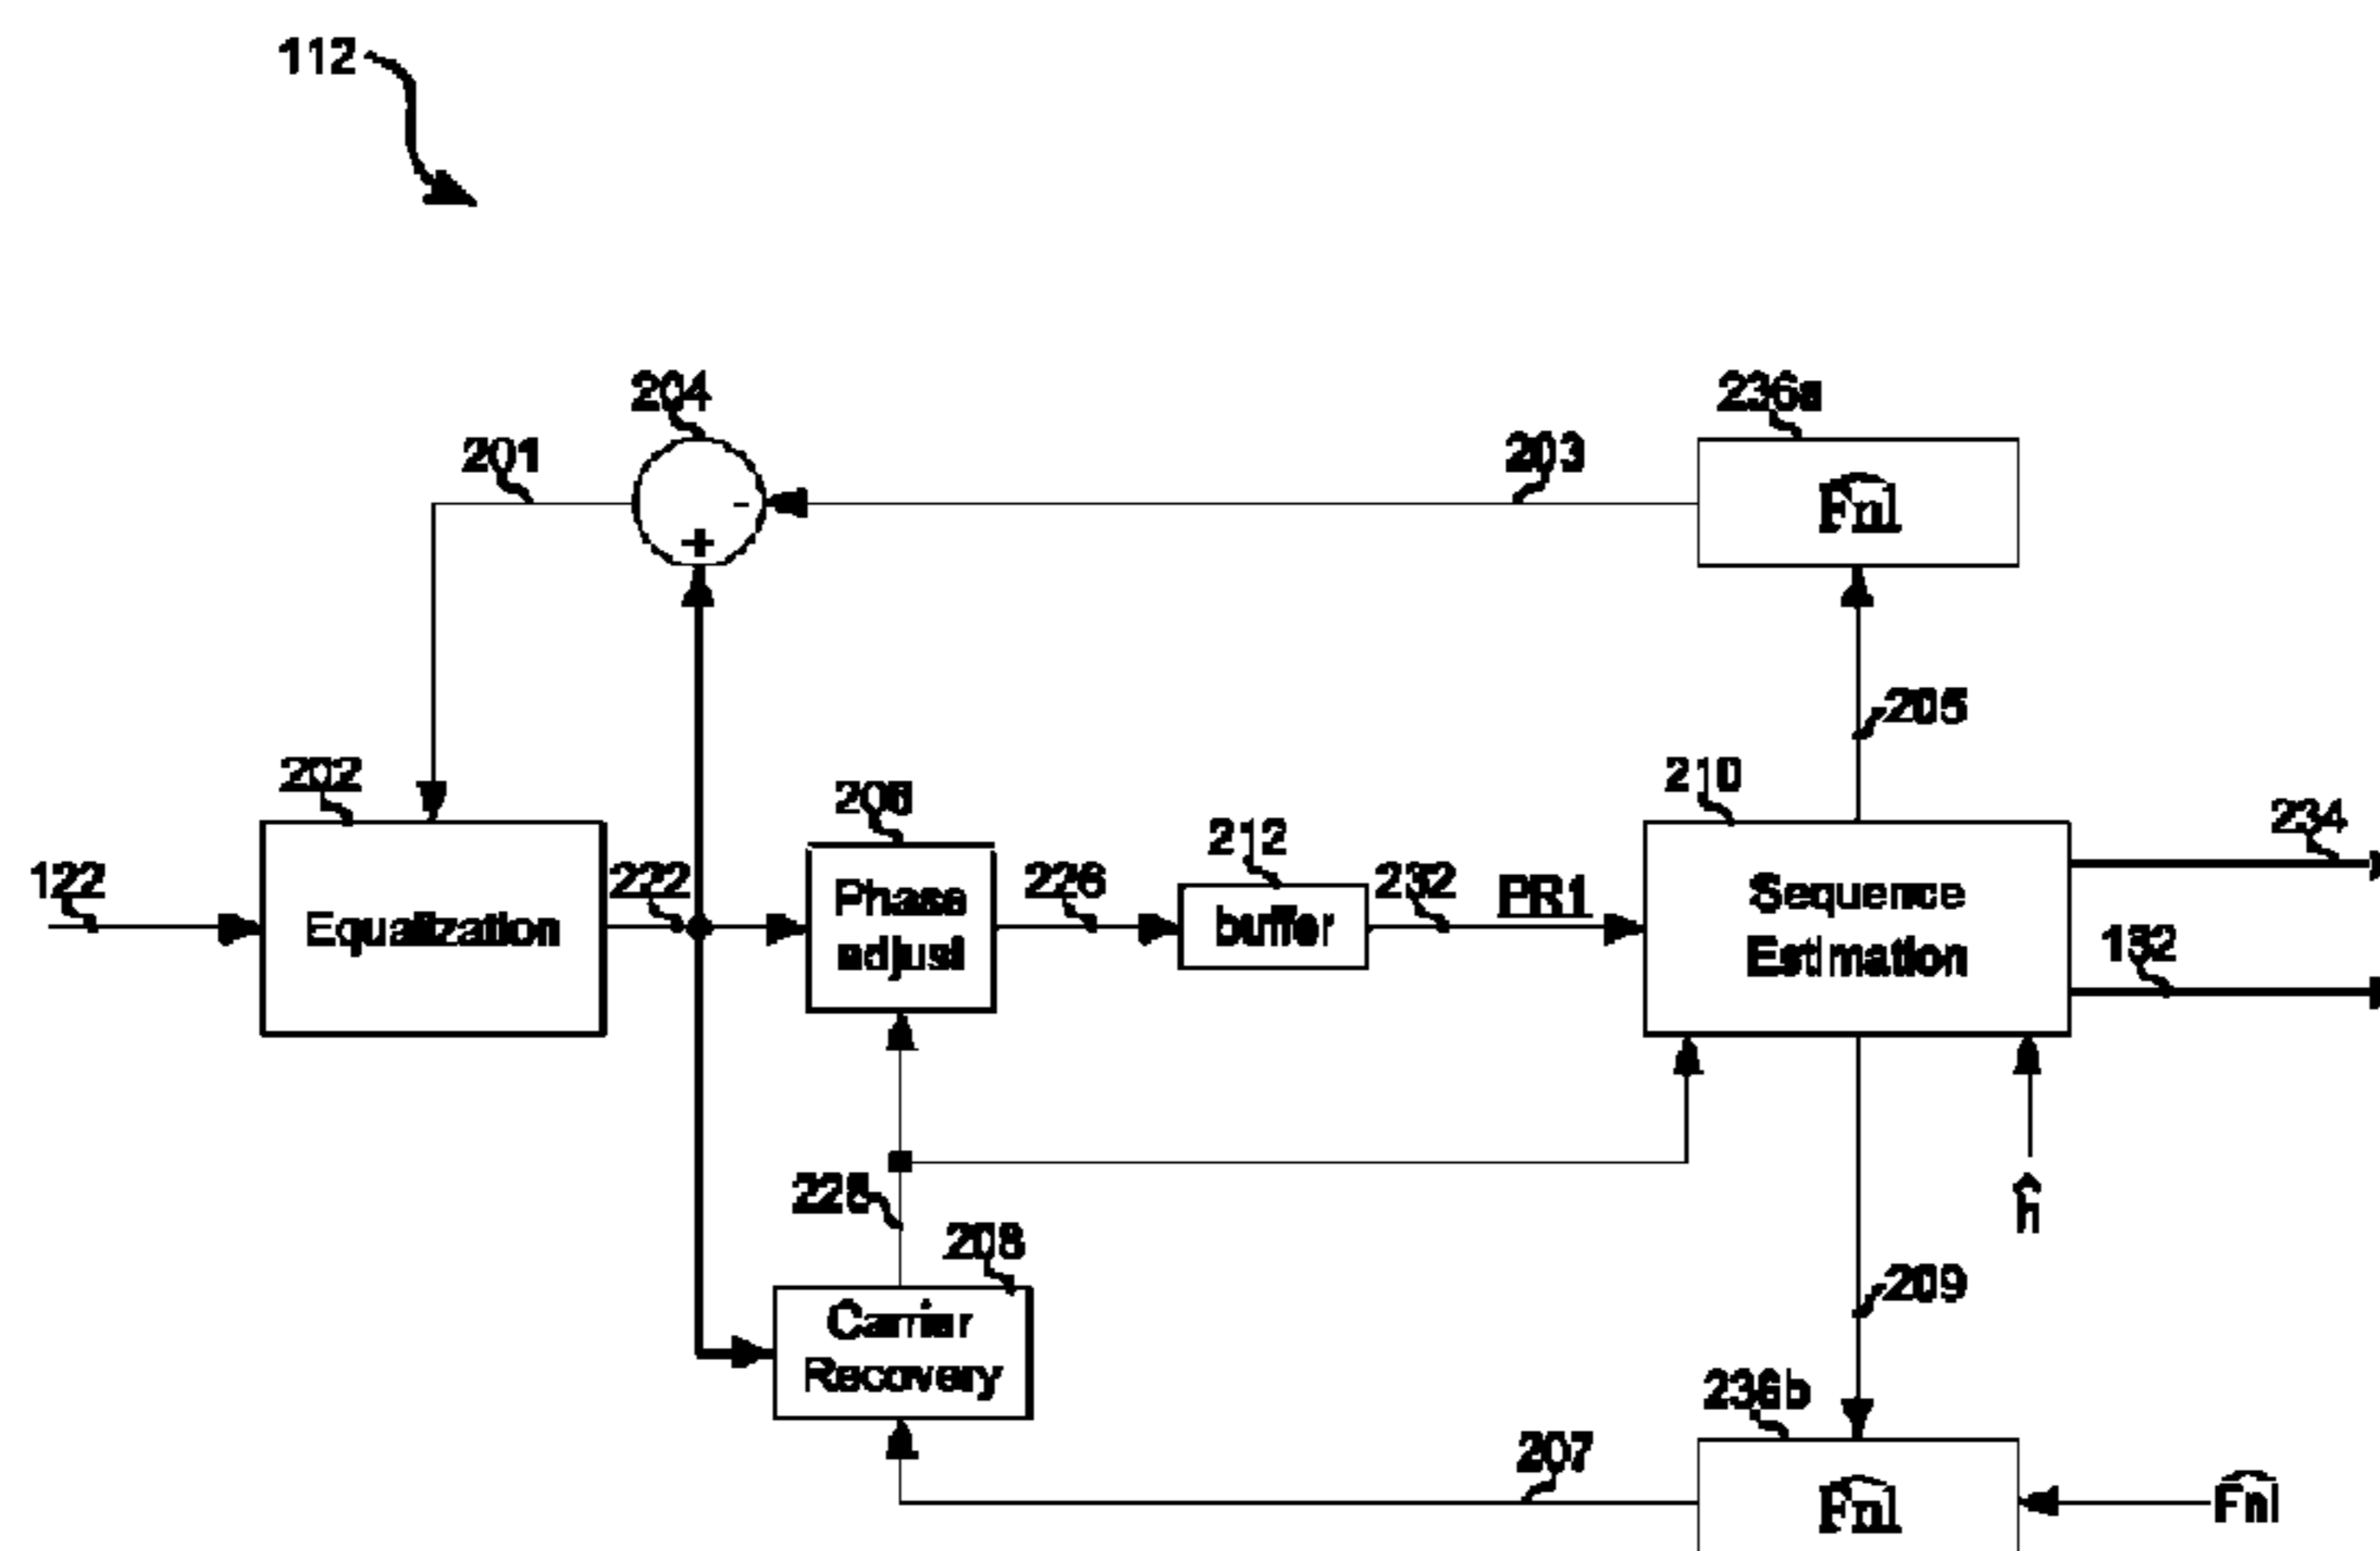 112
204
236a
201
203
Fnl
-
+
205
202
206
210
234
212
122
222
Phase
adjust
226
232
PR1
Sequence
Estimation
Equalization
buffer
132
228
ĥ
208
209
Carrier
Recovery
236b
207
Fnl
Fnl